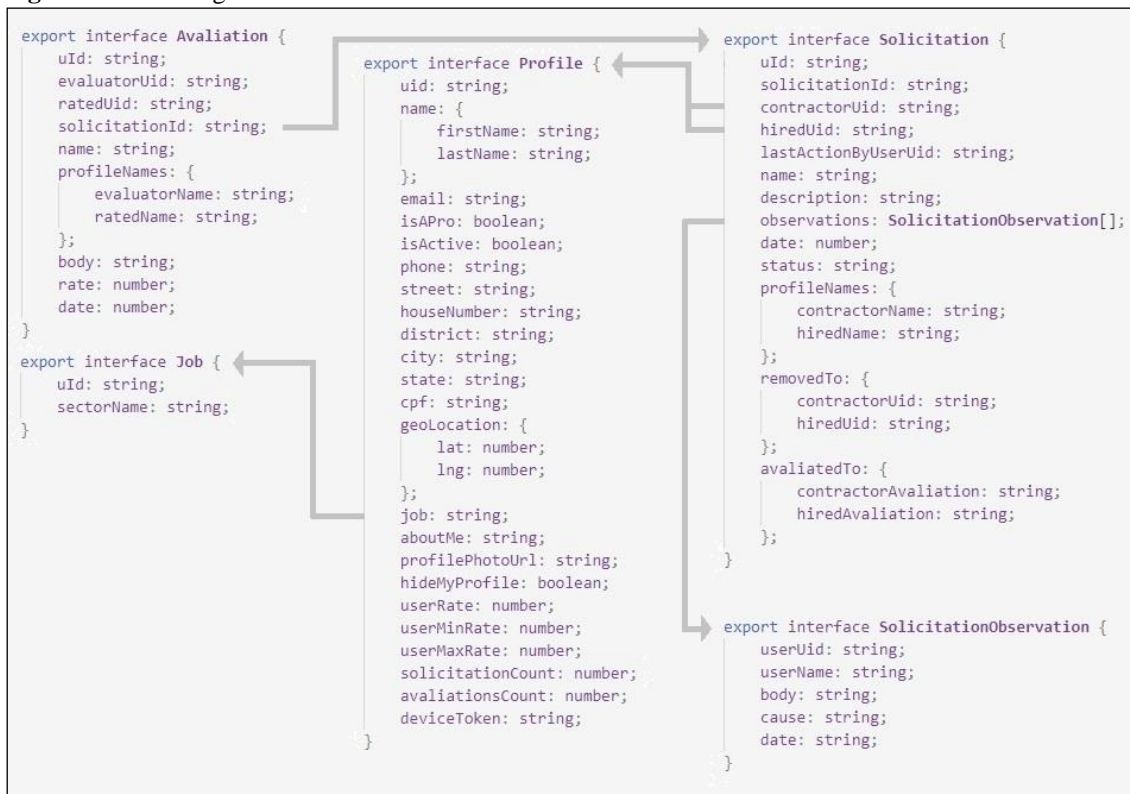 export interface Avaliation {
uId: string;
evaluatorUid: string;
ratedUid: string;
solicitationId: string;
name: string;
profileNames: {
evaluatorName: string;
ratedName: string;
};
body: string;
rate: number;
date: number;
}
export interface Job {
uId: string;
sectorName: string;
}
export interface Profile {
uid: string;
name: {
firstName: string;
lastName: string;
};
email: string;
isAPro: boolean;
isActive: boolean;
phone: string;
street: string;
houseNumber: string;
district: string;
city: string;
state: string;
cpf: string;
geoLocation: {
lat: number;
lng: number;
};
job: string;
aboutMe: string;
profilePhotoUrl: string;
hideMyProfile: boolean;
userRate: number;
userMinRate: number;
userMaxRate: number;
solicitationCount: number;
avaliationsCount: number;
deviceToken: string;
}
export interface Solicitation {
uId: string;
solicitationId: string;
contractorUid: string;
hiredUid: string;
lastActionByUserUid: string;
name: string;
description: string;
observations: SolicitationObservation[];
date: number;
status: string;
profileNames: {
contractorName: string;
hiredName: string;
};
removedTo: {
contractorUid: string;
hiredUid: string;
};
avaliatedTo: {
contractorAvaliation: string;
hiredAvaliation: string;
};
}
export interface SolicitationObservation {
userUid: string;
userName: string;
body: string;
cause: string;
date: string;
}